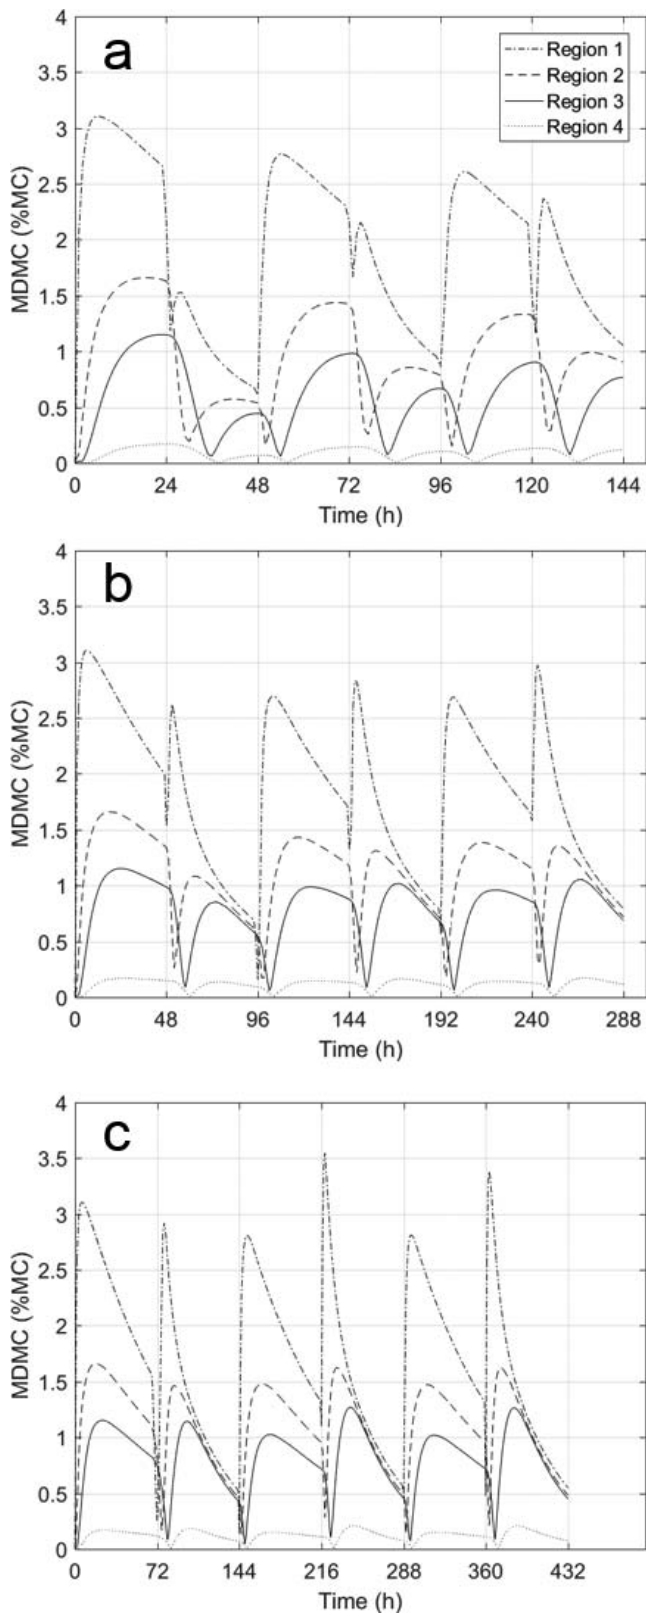 a
4
3.5
3
2.5
2
1.5
1
0.5
0
MDMC (%MC)
Region 1
Region 2
Region 3
Region 4
0 24 48 72 96 120 144
Time (h)
b
4
3.5
3
2.5
2
1.5
1
0.5
0
MDMC (%MC)
0 48 96 144 192 240 288
Time (h)
c
4
3.5
3
2.5
2
1.5
1
0.5
0
MDMC (%MC)
0 72 144 216 288 360 432
Time (h)